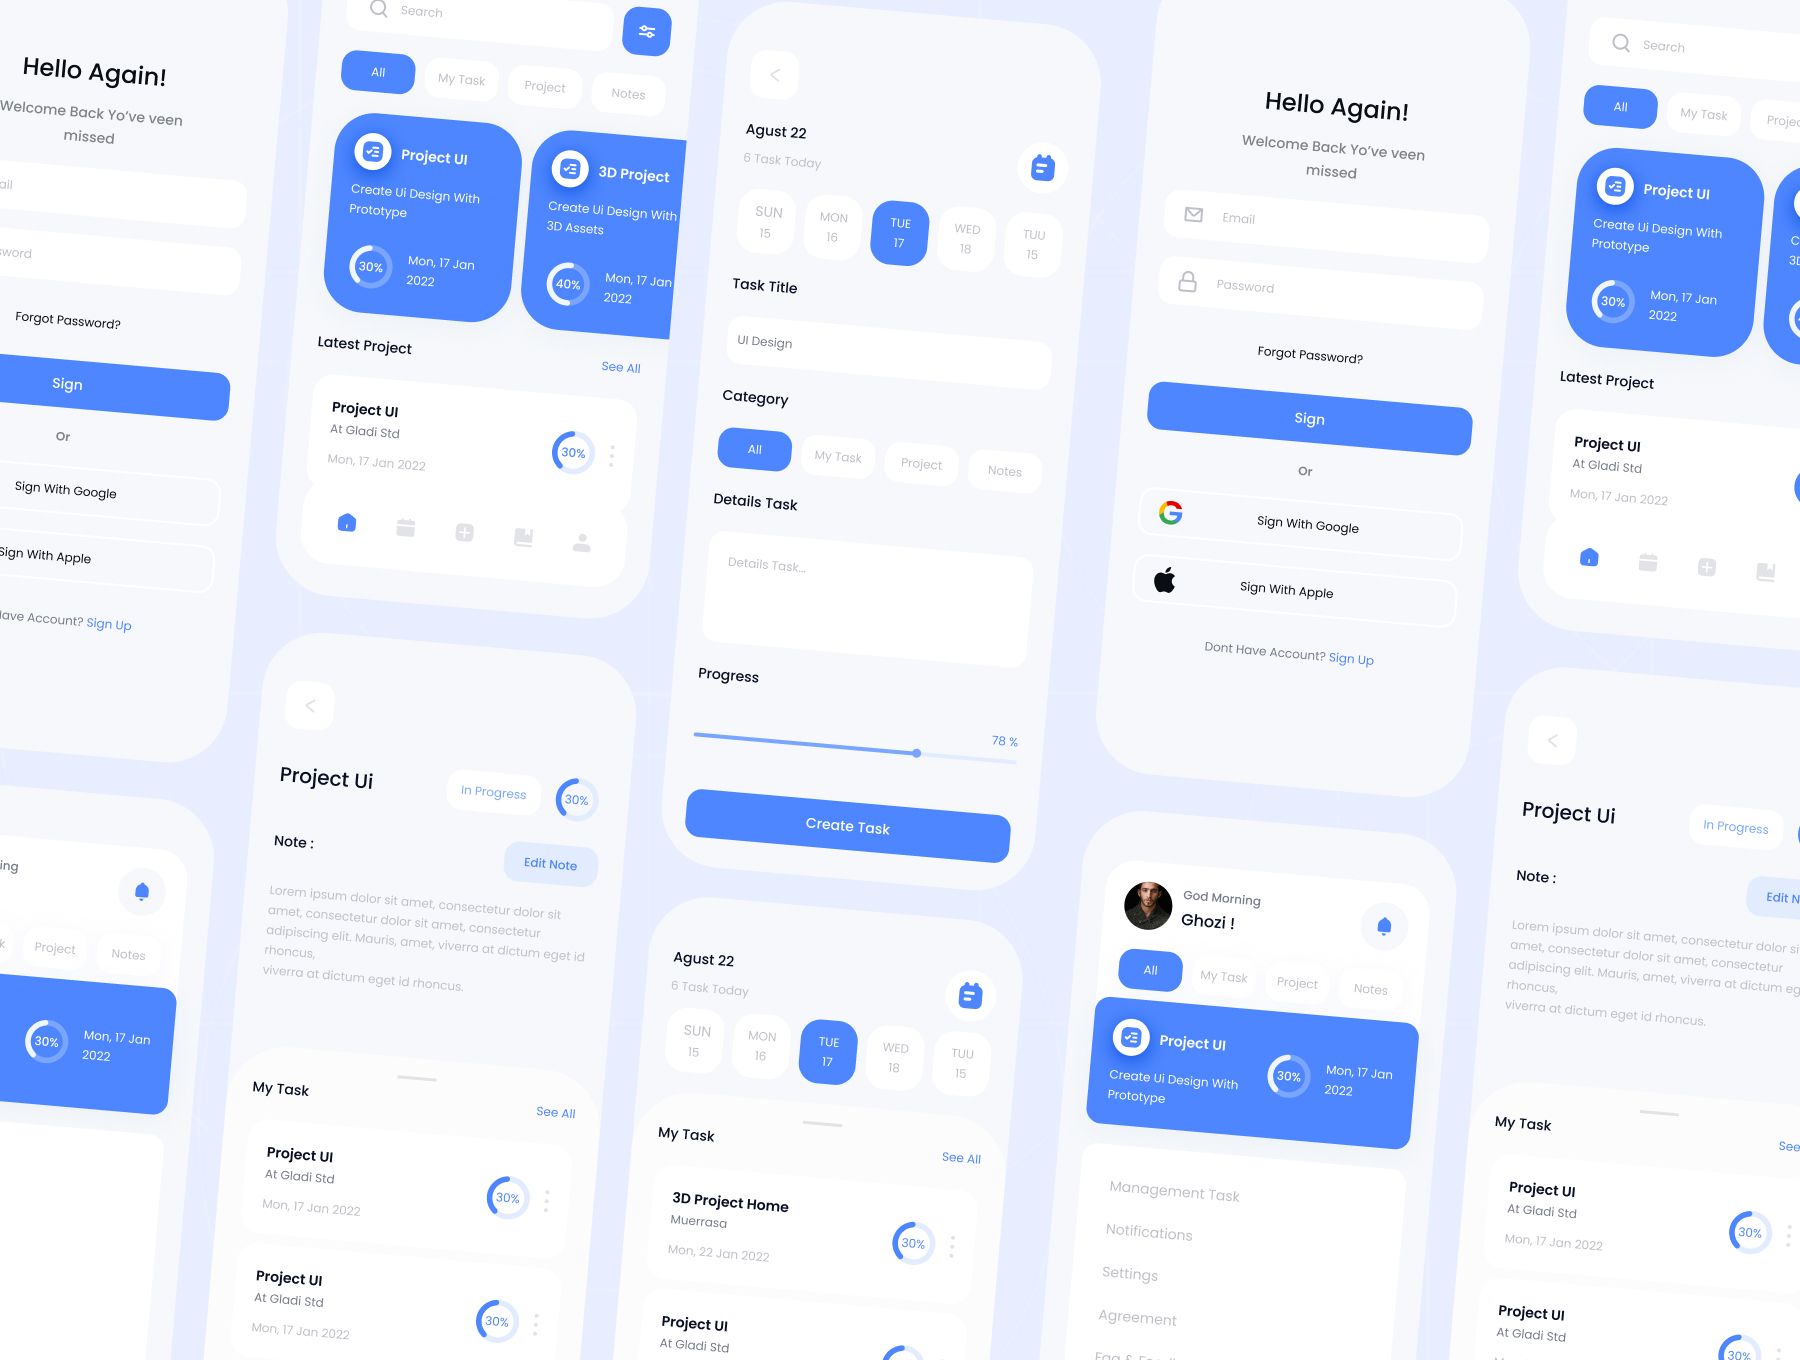 Hello Again!
Welcome Back Yo've veen
missed
ail
sword
Forgot Password?
Sign
Or
Sign With Google
Sign With Apple
ave Account? Sign Up
ing
Project
Notes
30%
Mon, 17 Jan
2022
Search
All
My Task
Project
Notes
Project UI
Create Ui Design With
Prototype
30%
Mon, 17 Jan
2022
3D Project
Create Ui Design With
3D Assets
40%
Mon, 17 Jan
2022
Latest Project
See All
Project UI
At Gladi Std
Mon, 17 Jan 2022
30%
Project Ui
In Progress
30%
Note :
Edit Note
Lorem ipsum dolor sit amet, consectetur dolor sit
amet, consectetur dolor sit amet, consectetur
adipiscing elit. Mauris, amet, viverra at dictum eget id
rhoncus,
viverra at dictum eget id rhoncus.
My Task
See All
Project UI
At Gladi Std
Mon, 17 Jan 2022
30%
Project UI
At Gladi Std
Mon, 17 Jan 2022
30%
Agust 22
6 Task Today
SUN
15
MON
16
TUE
17
WED
18
TUU
15
Task Title
UI Design
Category
All
My Task
Project
Notes
Details Task
Details Task...
Progress
78 %
Create Task
Agust 22
6 Task Today
SUN
15
MON
16
TUE
17
WED
18
TUU
15
My Task
See All
3D Project Home
Muerrasa
Mon, 22 Jan 2022
30%
Project UI
At Gladi Std
Hello Again!
Welcome Back Yo've veen
missed
Email
Password
Forgot Password?
Sign
Or
Sign With Google
Sign With Apple
Dont Have Account? Sign Up
God Morning
Ghozi !
All
My Task
Project
Notes
Project UI
Create Ui Design With
Prototype
30%
Mon, 17 Jan
2022
Management Task
Notifications
Settings
Agreement
Search
All
My Task
Projec
Project UI
Create Ui Design With
Prototype
30%
Mon, 17 Jan
2022
Latest Project
Project UI
At Gladi Std
Mon, 17 Jan 2022
Project Ui
In Progress
Note :
Edit N
Lorem ipsum dolor sit amet, consectetur dolor si
amet, consectetur dolor sit amet, consectetur
adipiscing elit. Mauris, amet, viverra at dictum eg
rhoncus,
viverra at dictum eget id rhoncus.
My Task
See
Project UI
At Gladi Std
Mon, 17 Jan 2022
30%
Project UI
At Gladi Std
30%